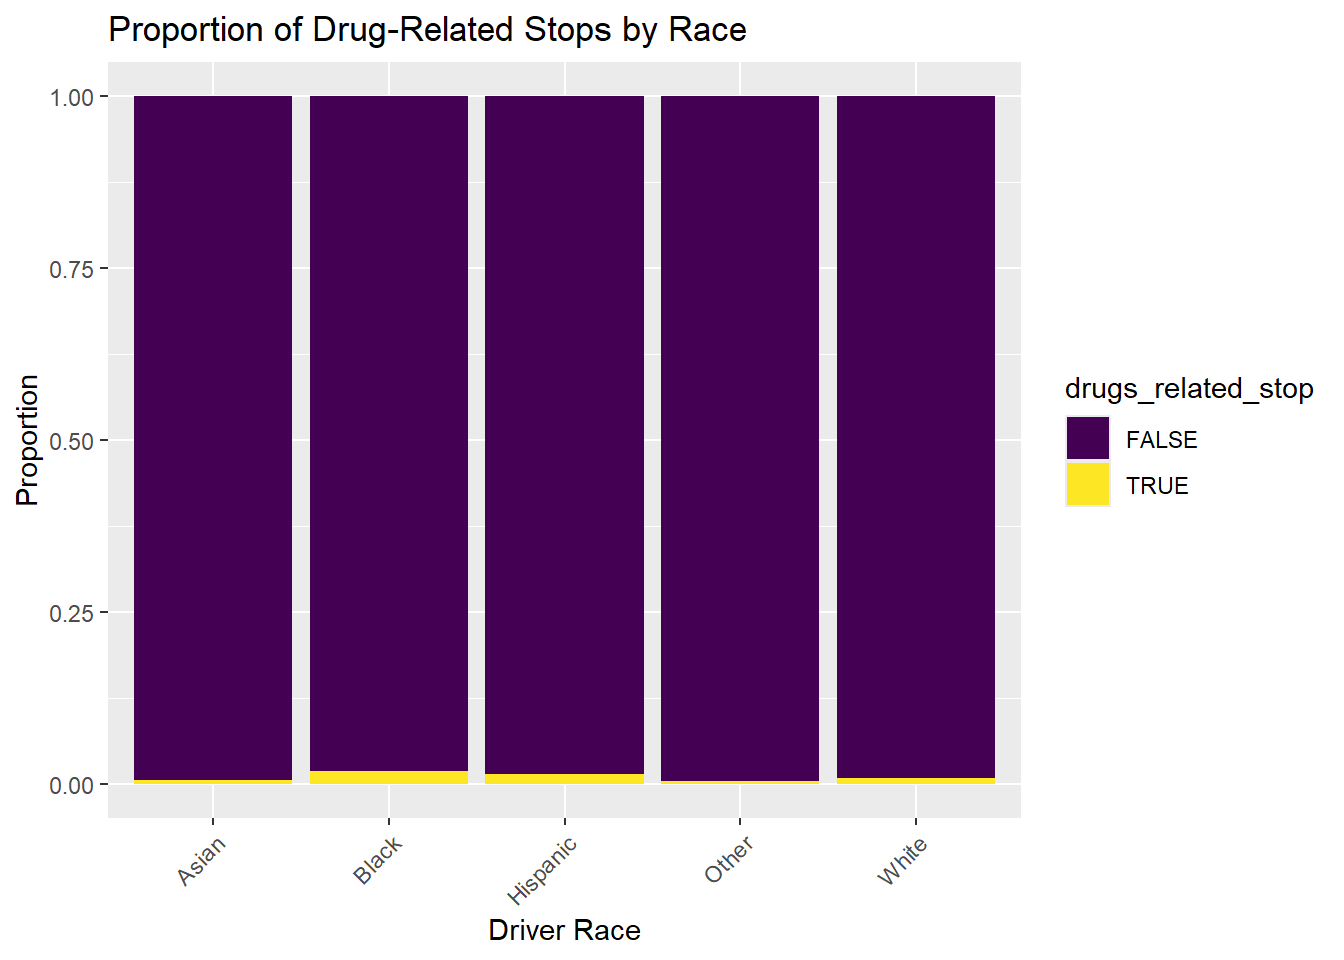 Proportion of Drug-Related Stops by Race
1.00
0.75
0.50
0.25
0.00
Proportion
Asian
Black
Hispanic
Other
White
Driver Race
drugs_related_stop
FALSE
TRUE